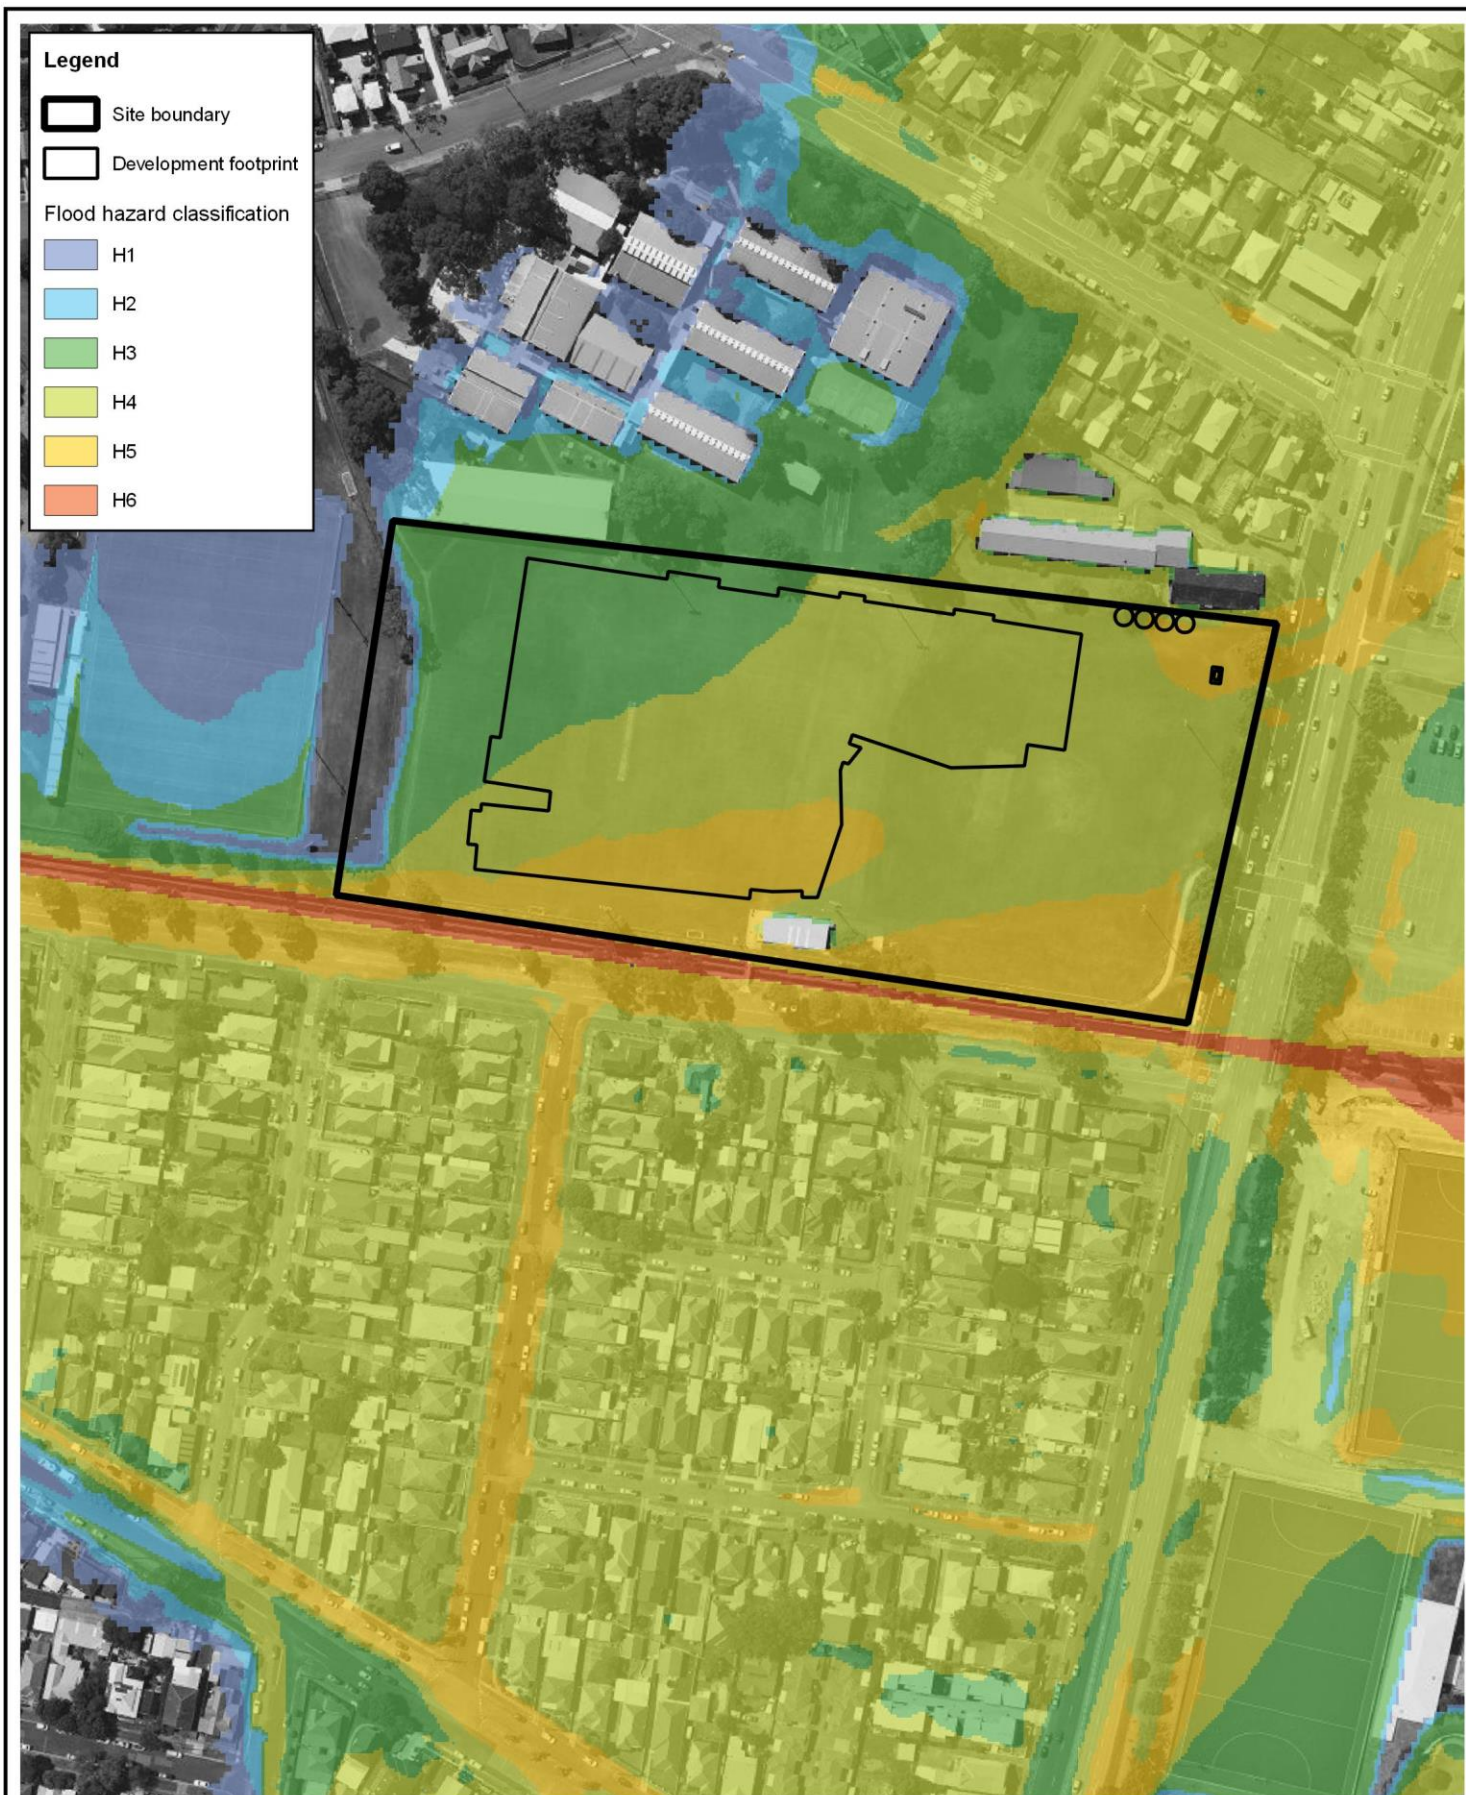 Legend
Site boundary
Development footprint
Flood hazard classification
H1
H2
H3
H4
H5
H6